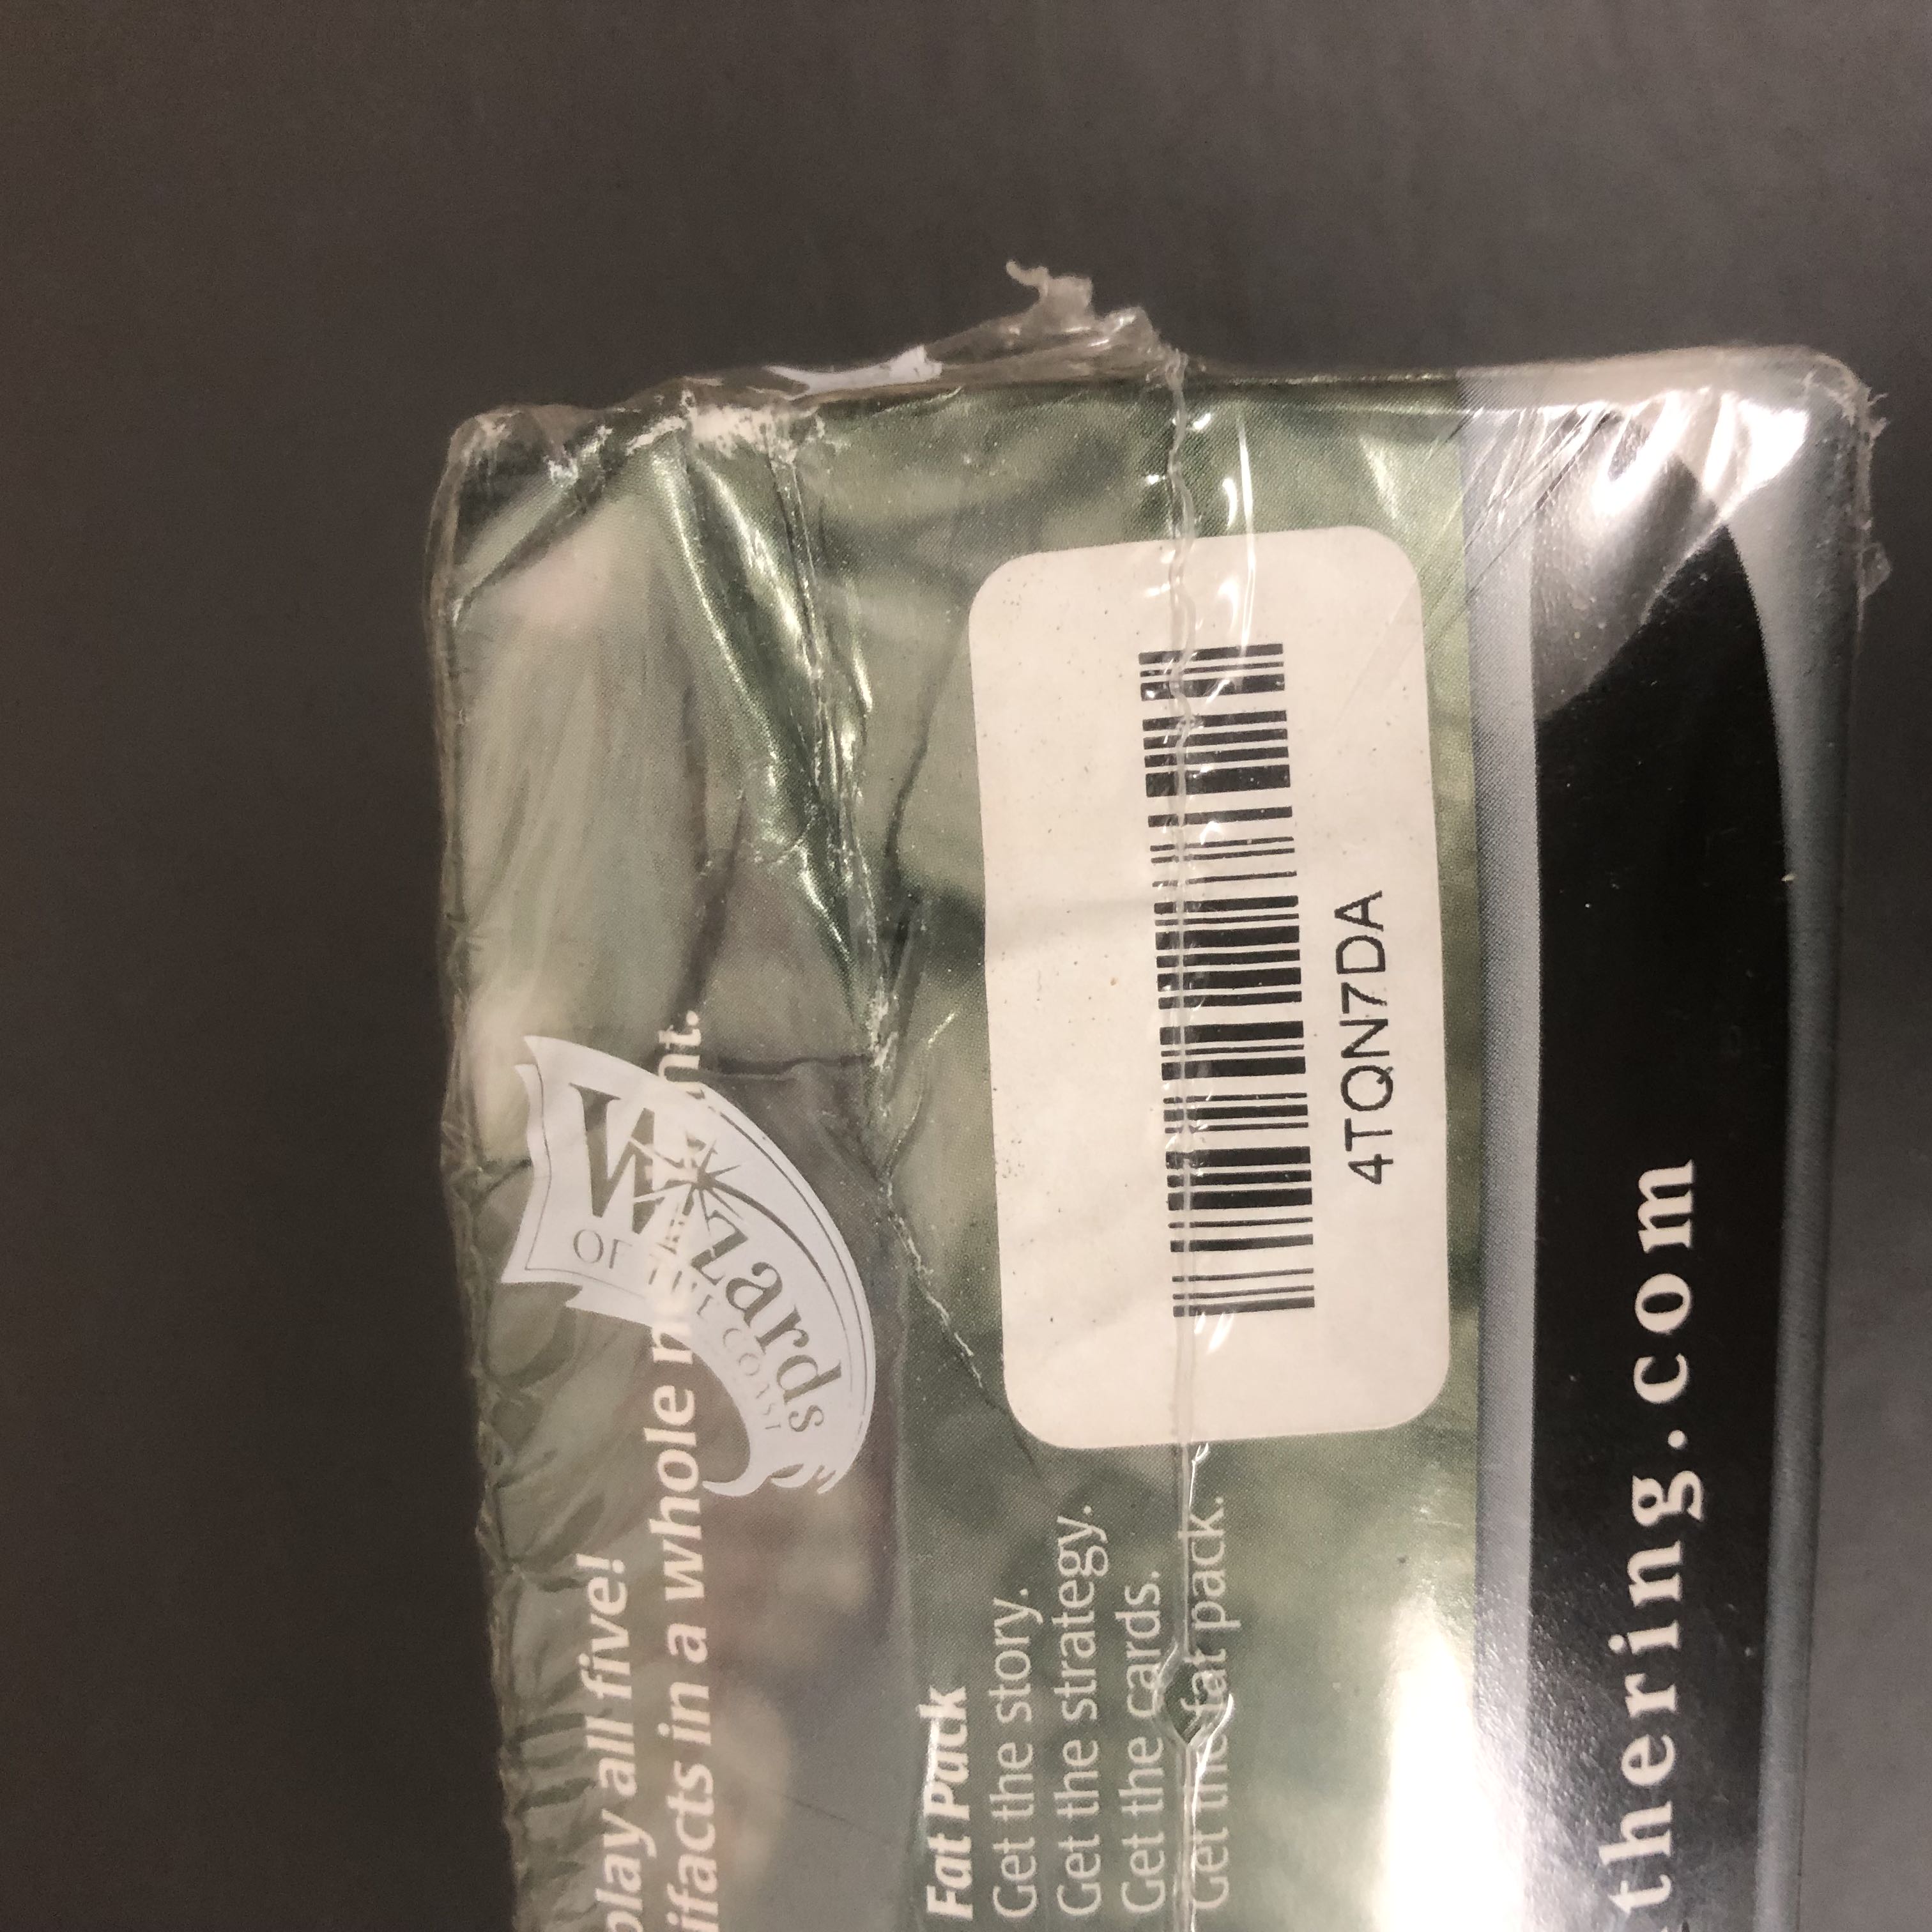 play all five!
ifacts in a whole n nt.
Wizards
OF THE COAST
Fat Pack
Get the story.
Get the strategy.
Get the cards.
Get the fat pack.
4TQN7DA
thering.com